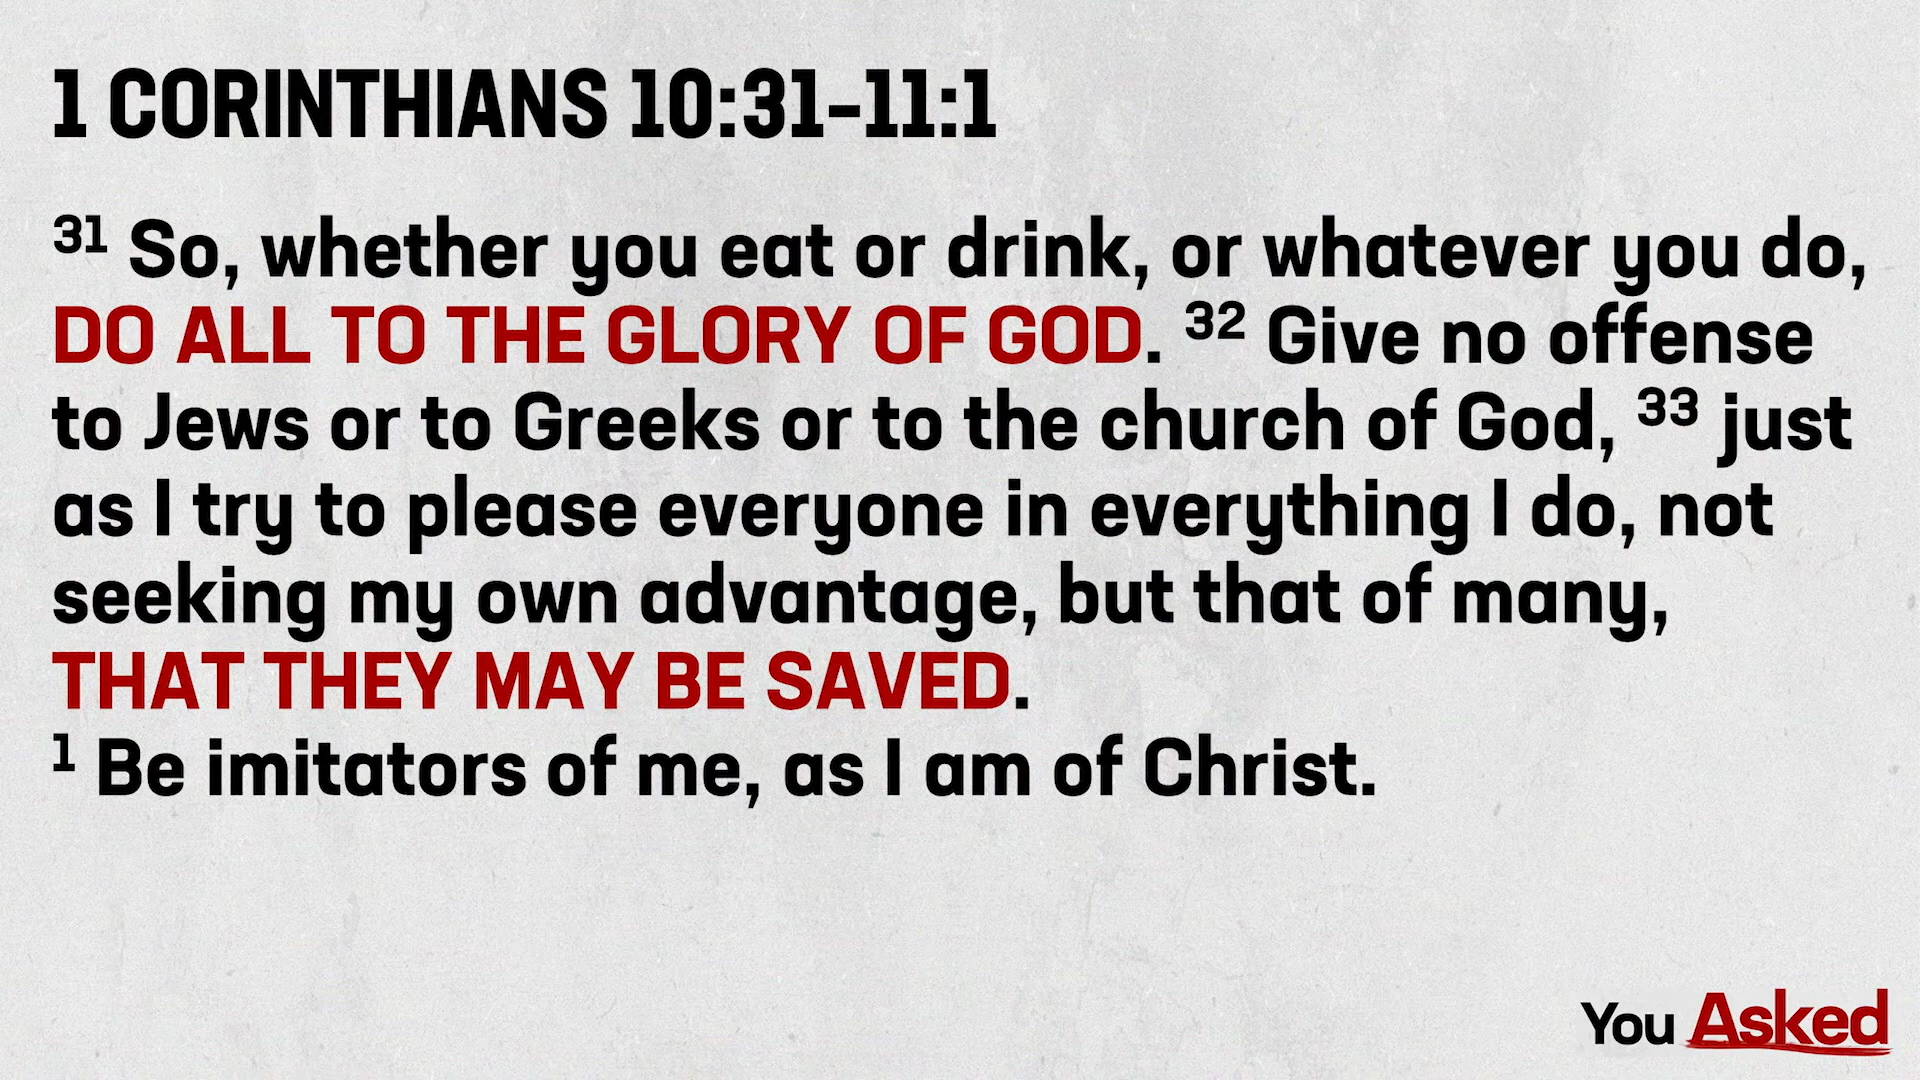 1 CORINTHIANS 10:31–11:1
31 So, whether you eat or drink, or whatever you do,
DO ALL TO THE GLORY OF GOD. 32 Give no offense
to Jews or to Greeks or to the church of God, 33 just
as I try to please everyone in everything I do, not
seeking my own advantage, but that of many,
THAT THEY MAY BE SAVED.
1 Be imitators of me, as I am of Christ.
You Asked